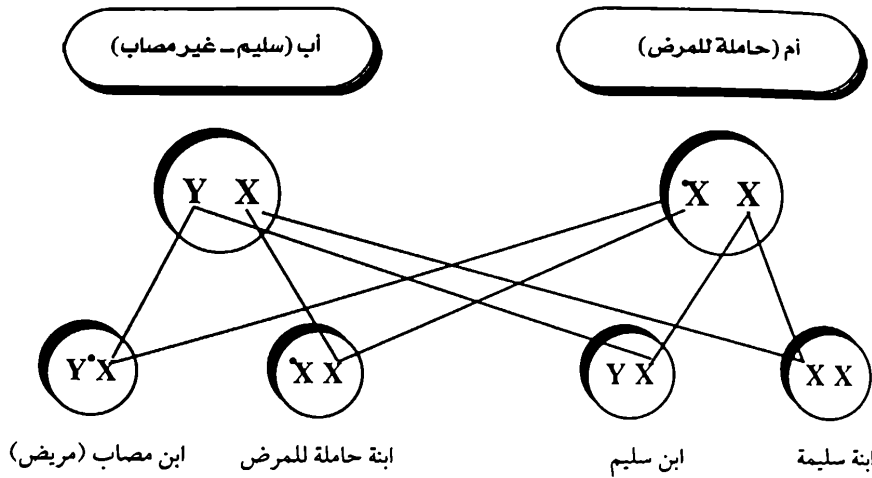 أم (حاملة للمرض)
أب (سليم - غير مصاب)
•X X
Y X
X X
Y X
•X X
Y •X
ابنة سليمة
ابن سليم
ابنة حاملة للمرض
ابن مصاب (مريض)